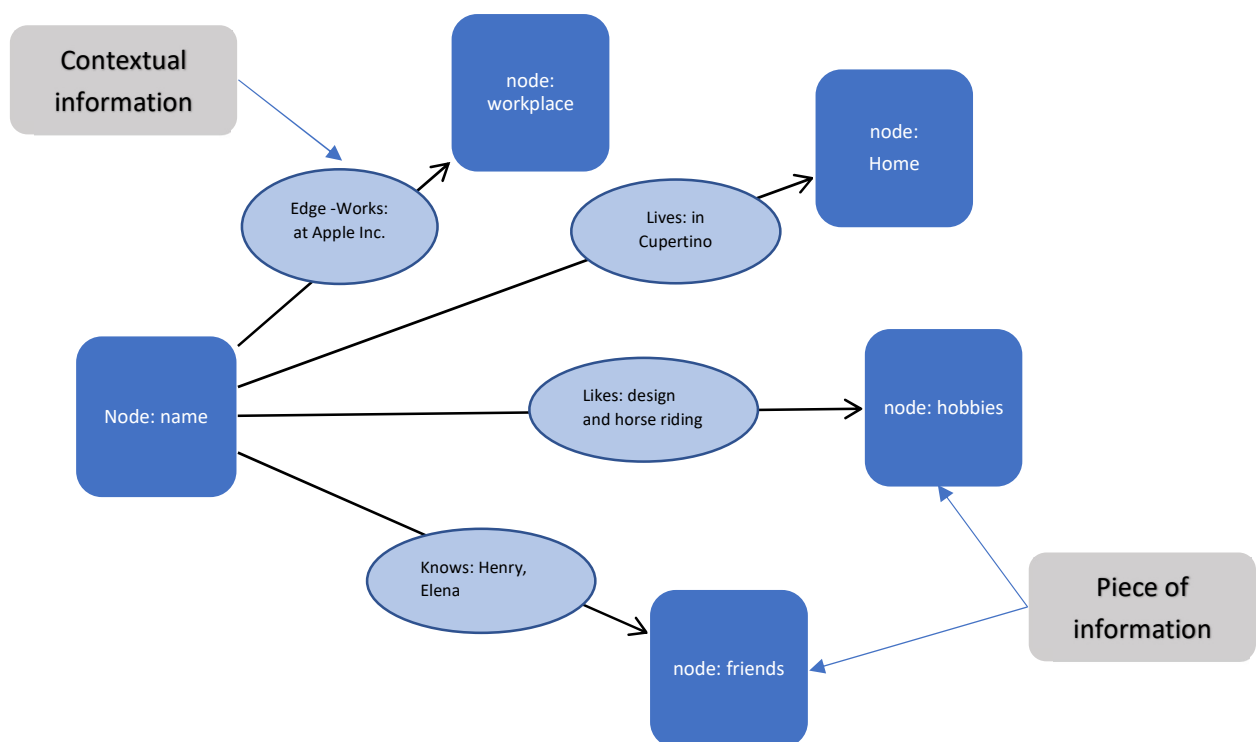 Contextual
information
node:
workplace
node:
Home
Edge -Works:
at Apple Inc.
Lives: in
Cupertino
Node: name
Likes: design
and horse riding
node: hobbies
Knows: Henry,
Elena
node: friends
Piece of
information